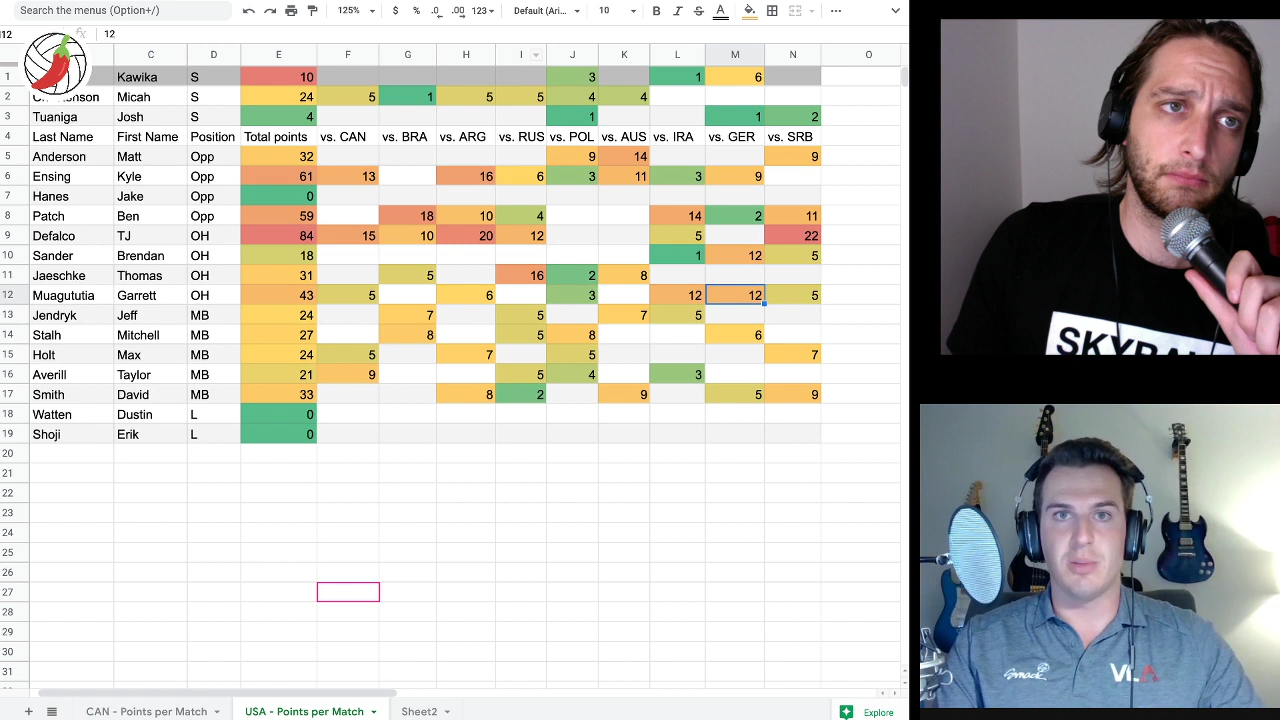 Search the menus (Option+/)
125% $ % .0 .00 123 Default (Ari... 10 B I S A
12
C D E F G H I J K L M N O
1 Kawika S 10 3 1 6
2 Micah S 24 5 1 5 5 4 4
3 Tuaniga Josh S 4 1 1 2
4 Last Name First Name Position Total points vs. CAN vs. BRA vs. ARG vs. RUS vs. POL vs. AUS vs. IRA vs. GER vs. SRB
5 Anderson Matt Opp 32 9 14 9
6 Ensing Kyle Opp 61 13 16 6 3 11 3 9
7 Hanes Jake Opp 0
8 Patch Ben Opp 59 18 10 4 14 2 11
9 Defalco TJ OH 84 15 10 20 12 5 22
10 Sander Brendan OH 18 1 12 5
11 Jaeschke Thomas OH 31 5 16 2 8
12 Muagututia Garrett OH 43 5 6 3 12 12 5
13 Jendryk Jeff MB 24 7 5 7 5
14 Stalh Mitchell MB 27 8 5 8 6
15 Holt Max MB 24 5 7 5 7
16 Averill Taylor MB 21 9 5 4 3
17 Smith David MB 33 8 2 9 5 9
18 Watten Dustin L 0
19 Shoji Erik L 0
20
21
22
23
24
25
26
27
28
29
30
31
CAN - Points per Match USA - Points per Match Sheet2 Explore
Smack
VLA